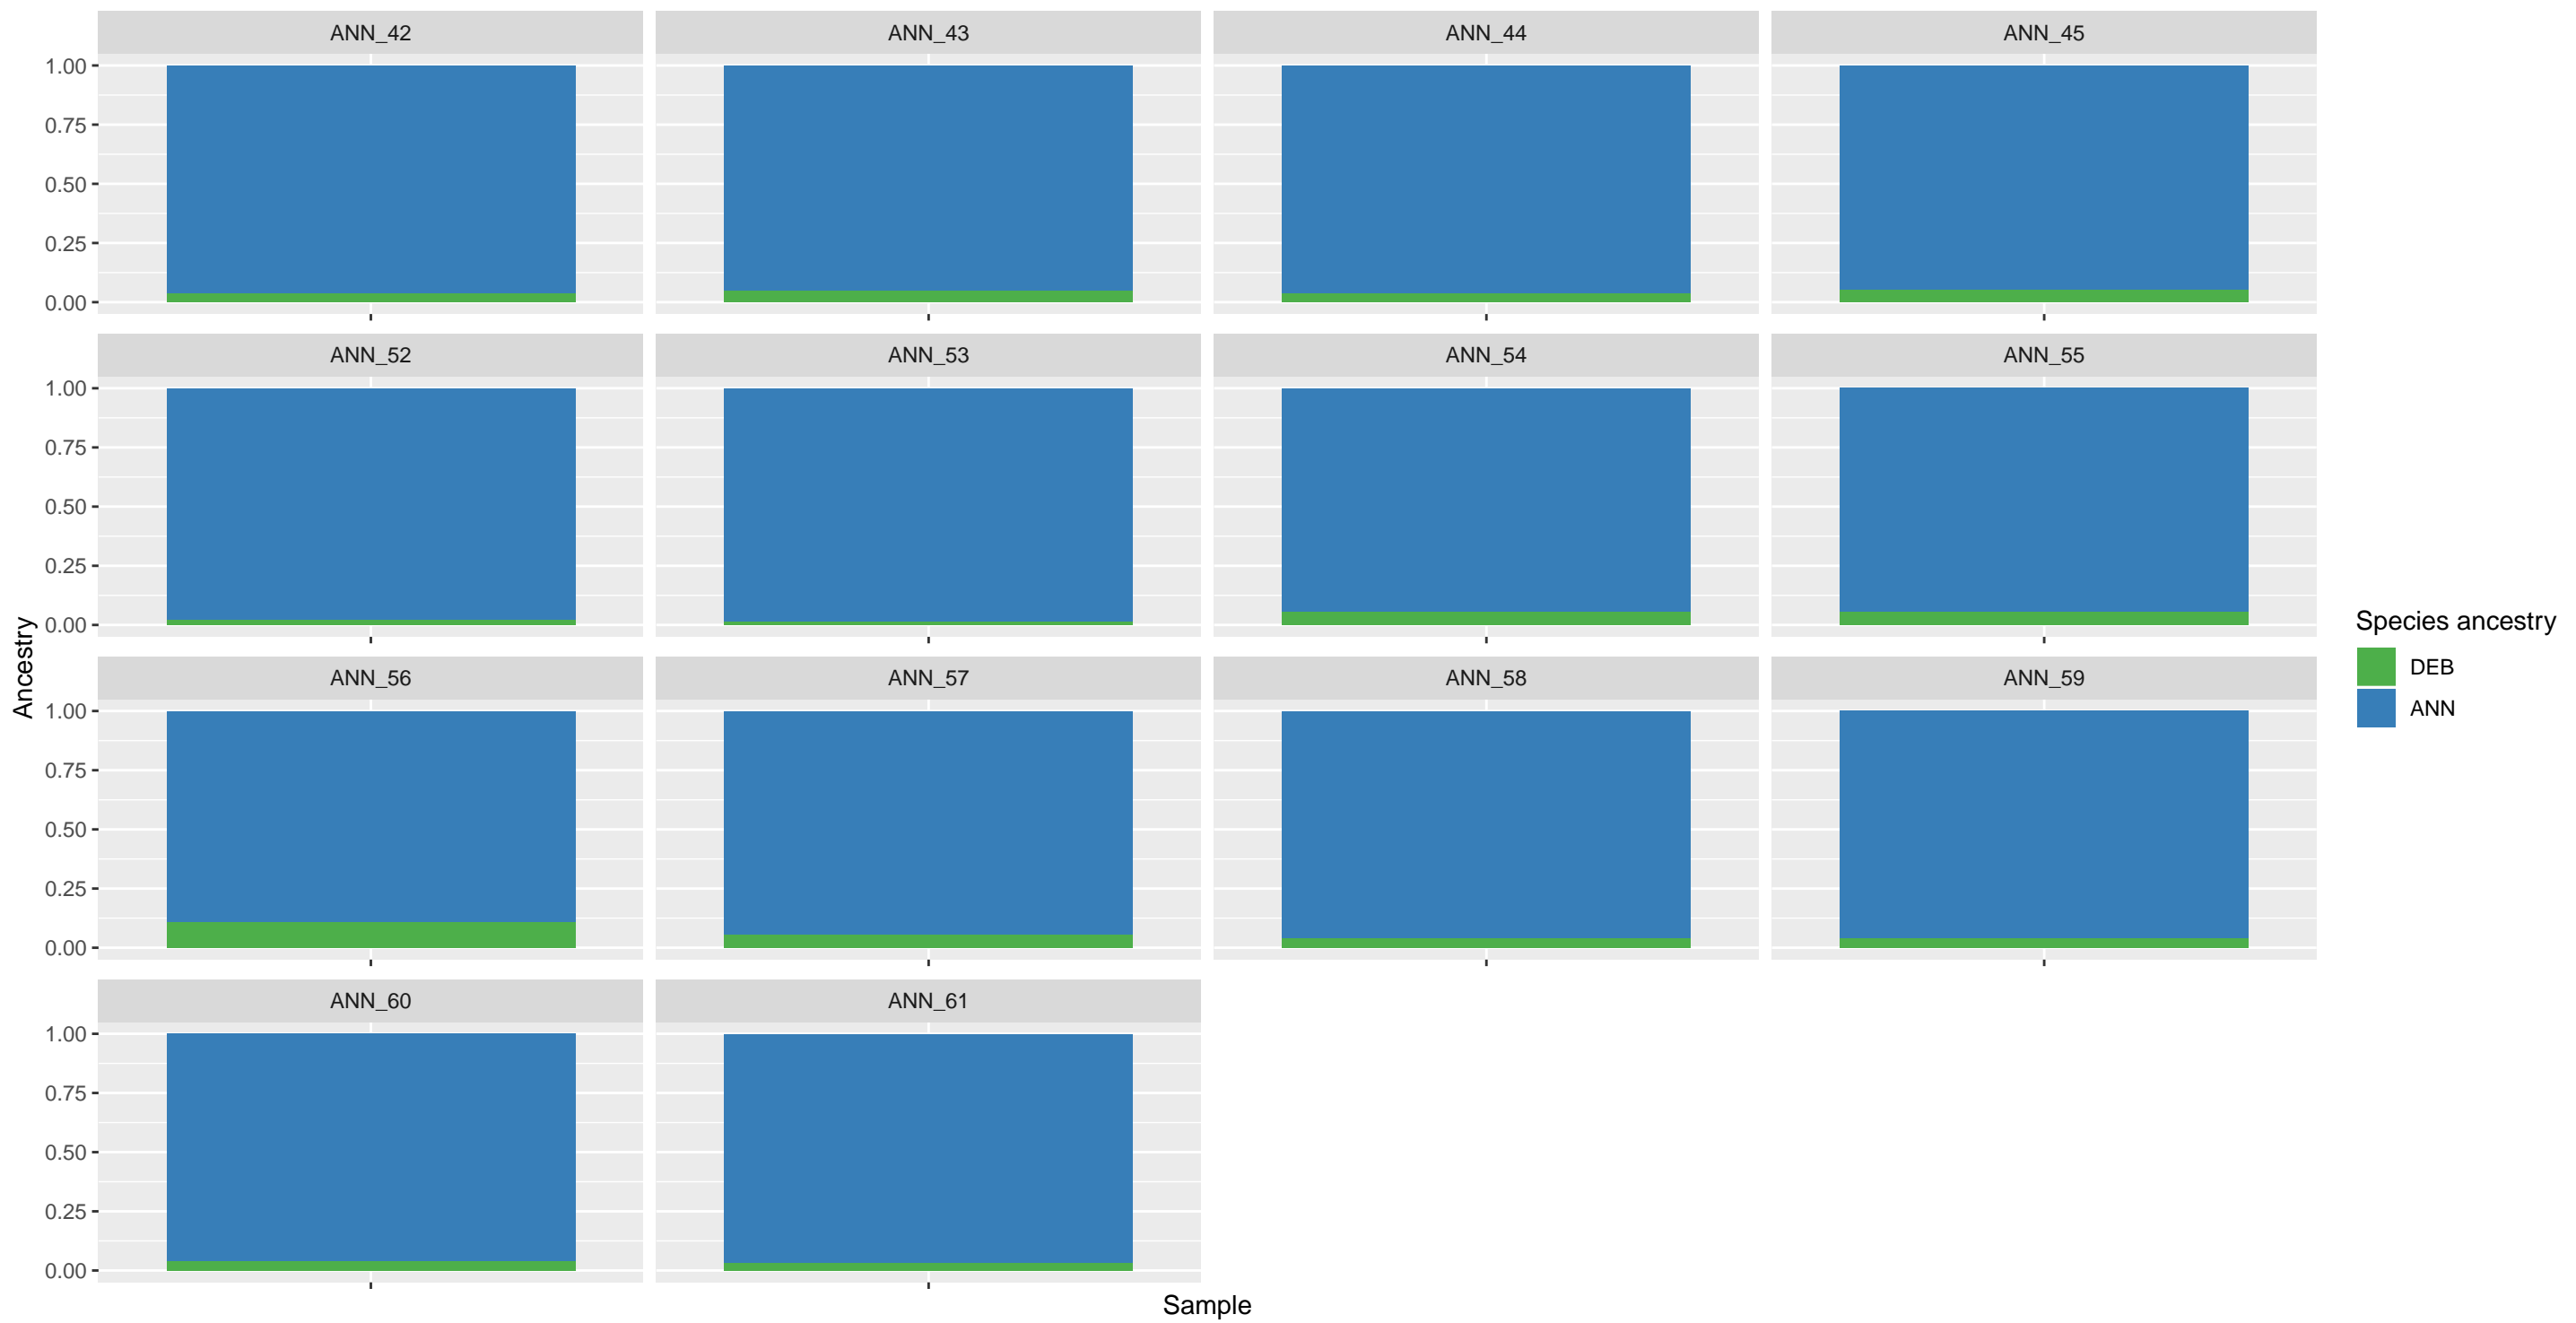 ANN_42 ANN_43 ANN_44 ANN_45
1.00
0.75
0.50
0.25
0.00
ANN_52 ANN_53 ANN_54 ANN_55
1.00
0.75
0.50
0.25
0.00
ANN_56 ANN_57 ANN_58 ANN_59
1.00
0.75
0.50
0.25
0.00
ANN_60 ANN_61
1.00
0.75
0.50
0.25
0.00
Ancestry
Sample
Species ancestry
DEB
ANN